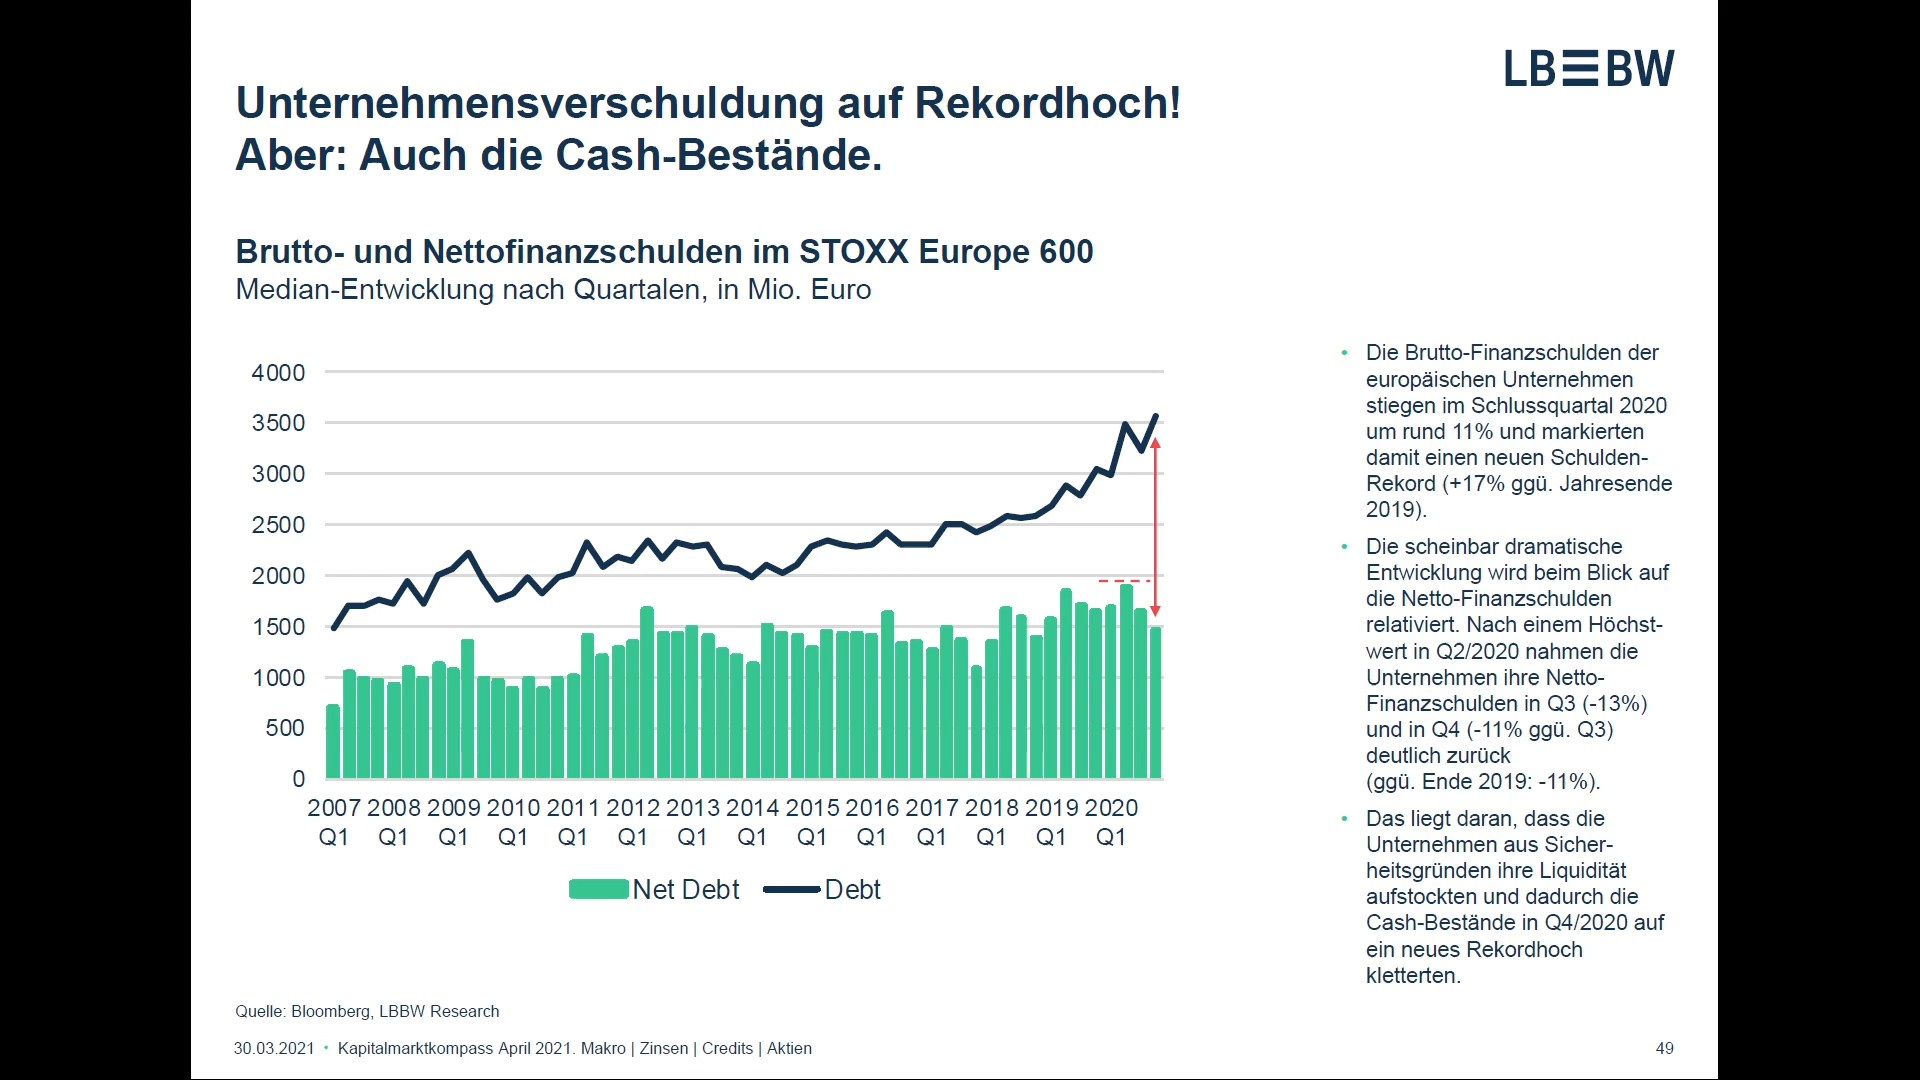 LBBW
Unternehmensverschuldung auf Rekordhoch!
Aber: Auch die Cash-Bestände.
Brutto- und Nettofinanzschulden im STOXX Europe 600
Median-Entwicklung nach Quartalen, in Mio. Euro
4000
3500
3000
2500
2000
1500
1000
500
0
2007 2008 2009 2010 2011 2012 2013 2014 2015 2016 2017 2018 2019 2020
Q1 Q1 Q1 Q1 Q1 Q1 Q1 Q1 Q1 Q1 Q1 Q1 Q1 Q1
Net Debt Debt
• Die Brutto-Finanzschulden der
europäischen Unternehmen
stiegen im Schlussquartal 2020
um rund 11% und markierten
damit einen neuen Schulden-
Rekord (+17% ggü. Jahresende
2019).
• Die scheinbar dramatische
Entwicklung wird beim Blick auf
die Netto-Finanzschulden
relativiert. Nach einem Höchst-
wert in Q2/2020 nahmen die
Unternehmen ihre Netto-
Finanzschulden in Q3 (-13%)
und in Q4 (-11% ggü. Q3)
deutlich zurück
(ggü. Ende 2019: -11%).
• Das liegt daran, dass die
Unternehmen aus Sicher-
heitsgründen ihre Liquidität
aufstockten und dadurch die
Cash-Bestände in Q4/2020 auf
ein neues Rekordhoch
kletterten.
Quelle: Bloomberg, LBBW Research
30.03.2021 • Kapitalmarktkompass April 2021. Makro | Zinsen | Credits | Aktien
49